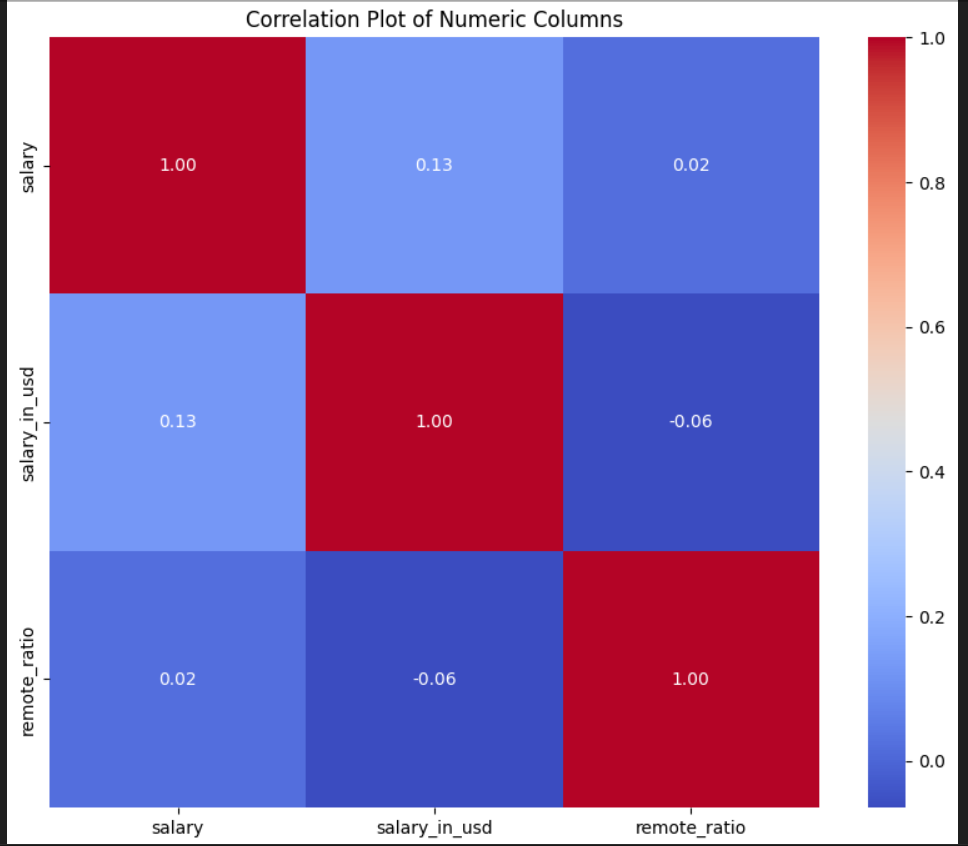 Correlation Plot of Numeric Columns
salary
1.00
0.13
0.02
salary_in_usd
0.13
1.00
-0.06
remote_ratio
0.02
-0.06
1.00
salary
salary_in_usd
remote_ratio
1.0
0.8
0.6
0.4
0.2
0.0